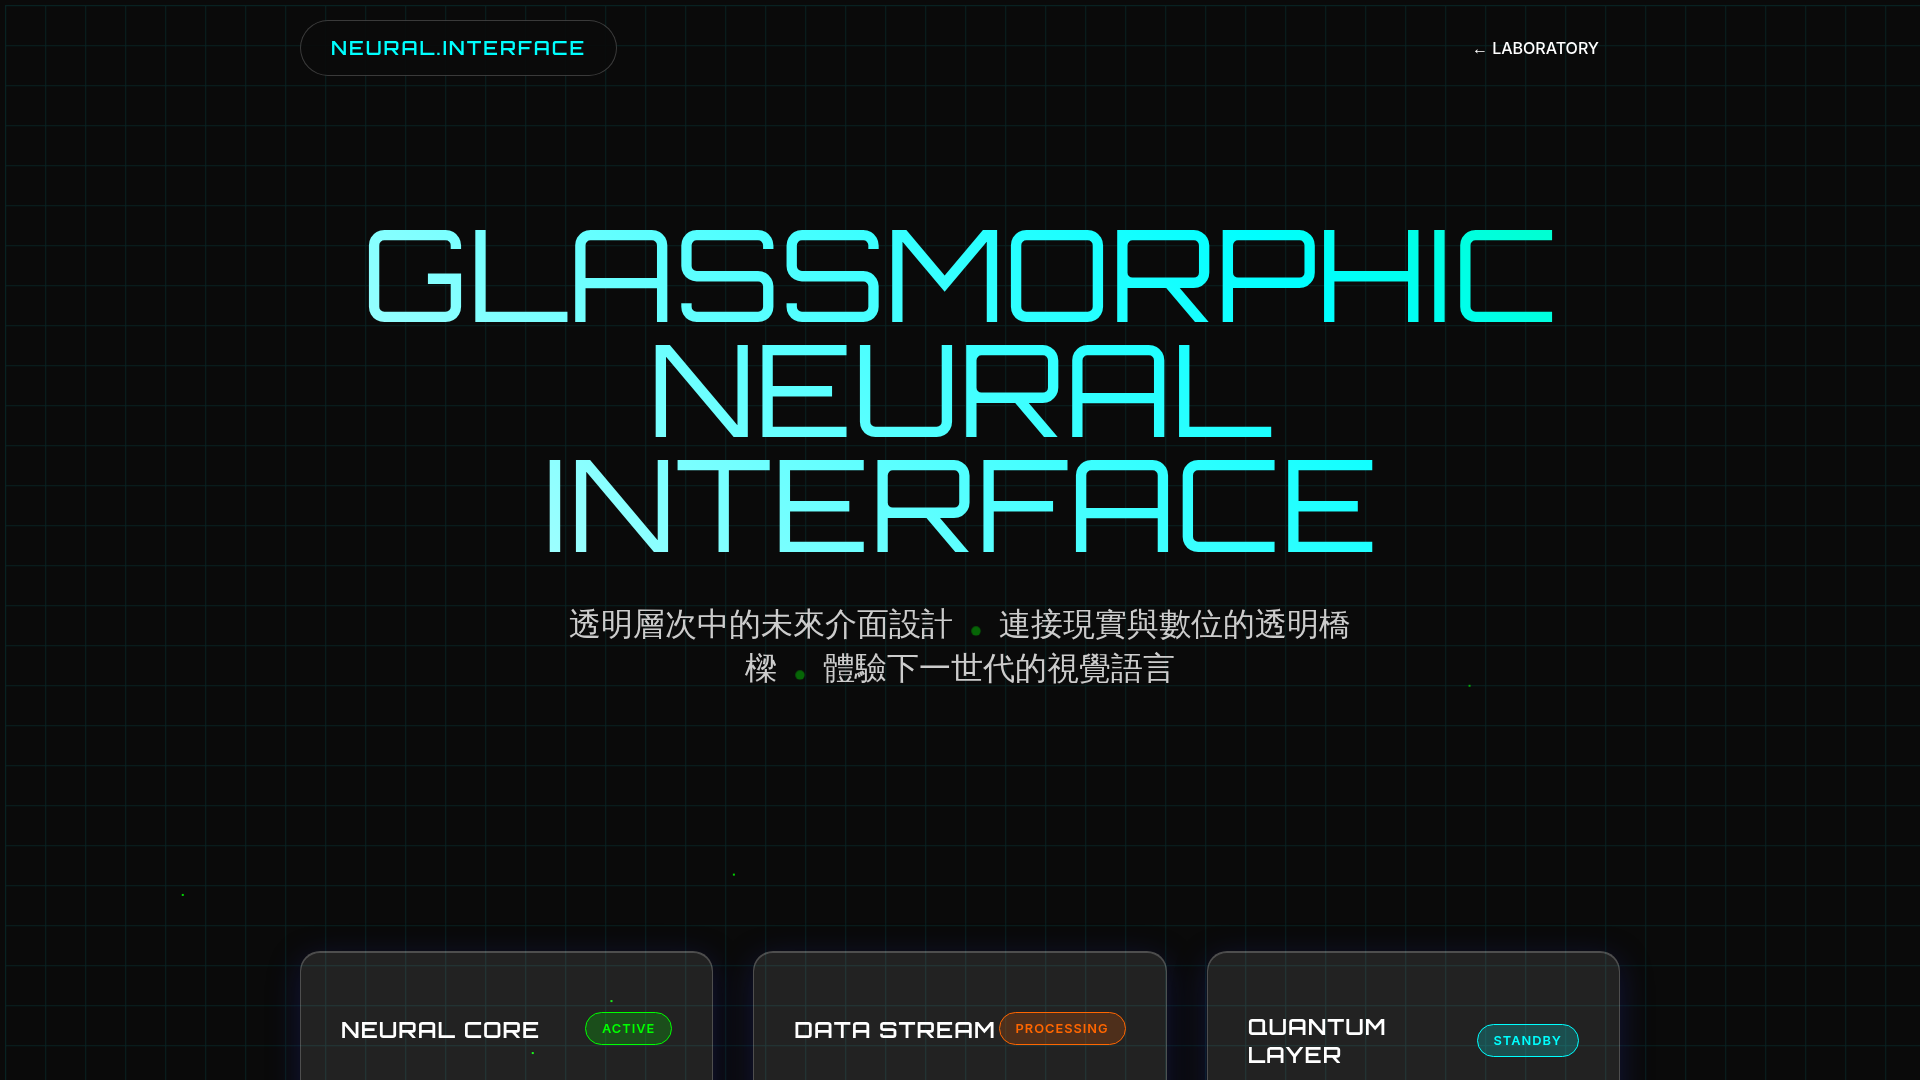 NEURAL.INTERFACE
← LABORATORY
GLASSMORPHIC
NEURAL
INTERFACE
透明層次中的未來介面設計 • 連接現實與數位的透明橋
樑 • 體驗下一世代的視覺語言
NEURAL CORE
ACTIVE
DATA STREAM
PROCESSING
QUANTUM
LAYER
STANDBY